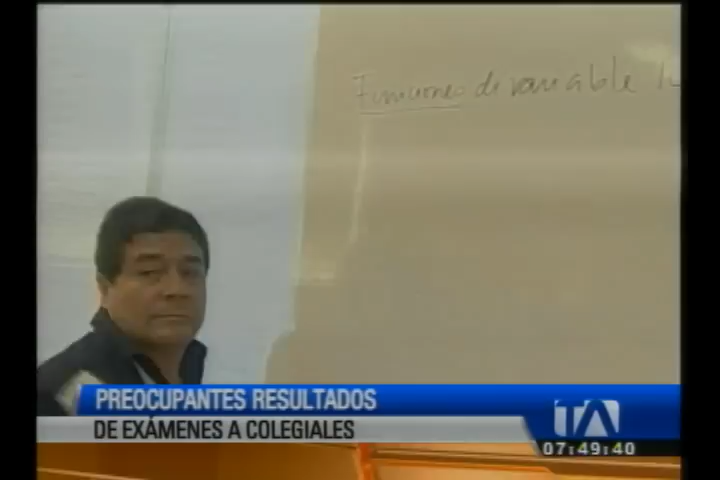 Funciones de variable
PREOCUPANTES RESULTADOS
DE EXÁMENES A COLEGIALES
TA
07:49:40